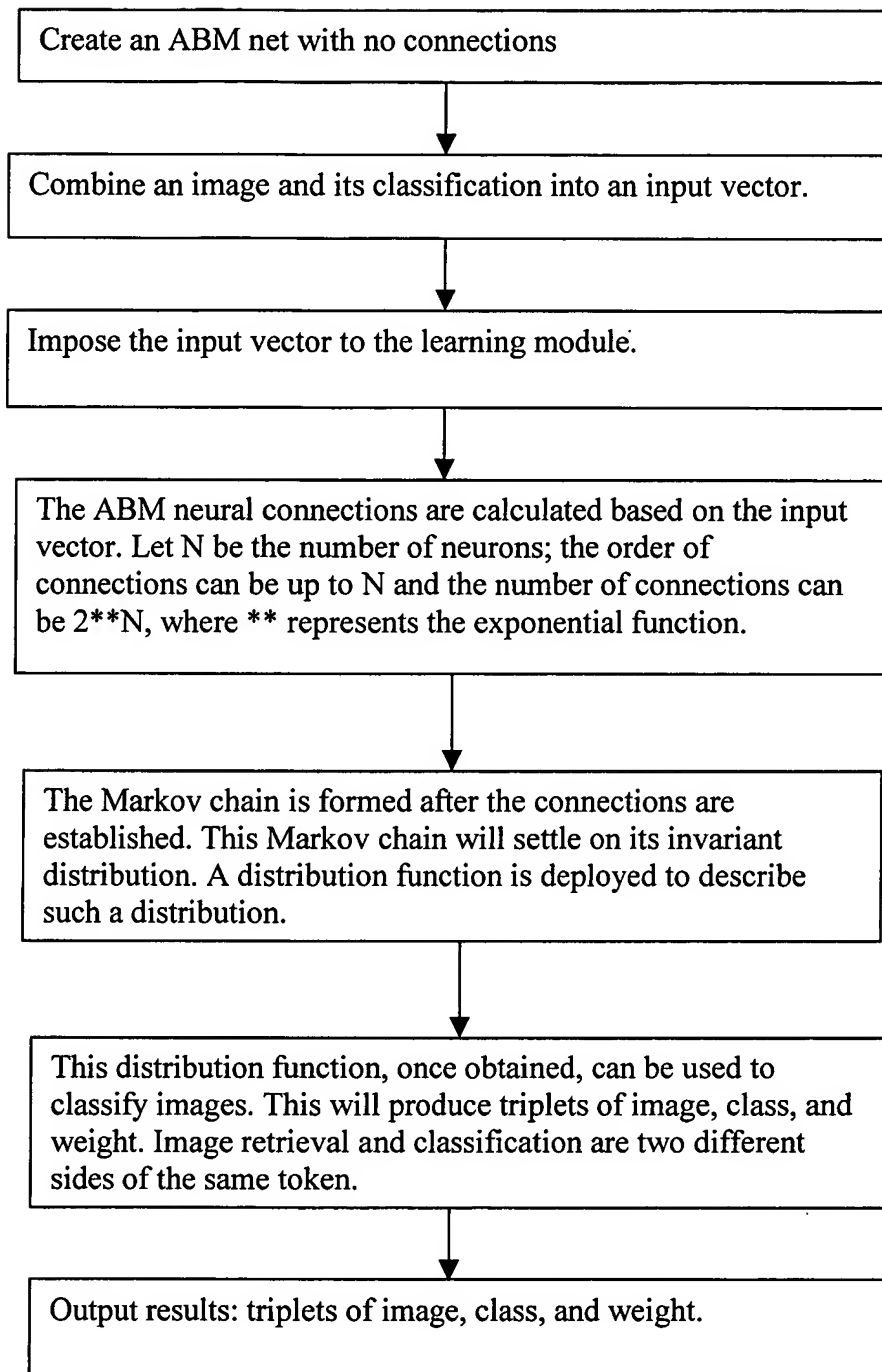 Create an ABM net with no connections
Combine an image and its classification into an input vector.
Impose the input vector to the learning module.
The ABM neural connections are calculated based on the input
vector. Let N be the number of neurons; the order of
connections can be up to N and the number of connections can
be 2**N, where ** represents the exponential function.
The Markov chain is formed after the connections are
established. This Markov chain will settle on its invariant
distribution. A distribution function is deployed to describe
such a distribution.
This distribution function, once obtained, can be used to
classify images. This will produce triplets of image, class, and
weight. Image retrieval and classification are two different
sides of the same token.
Output results: triplets of image, class, and weight.